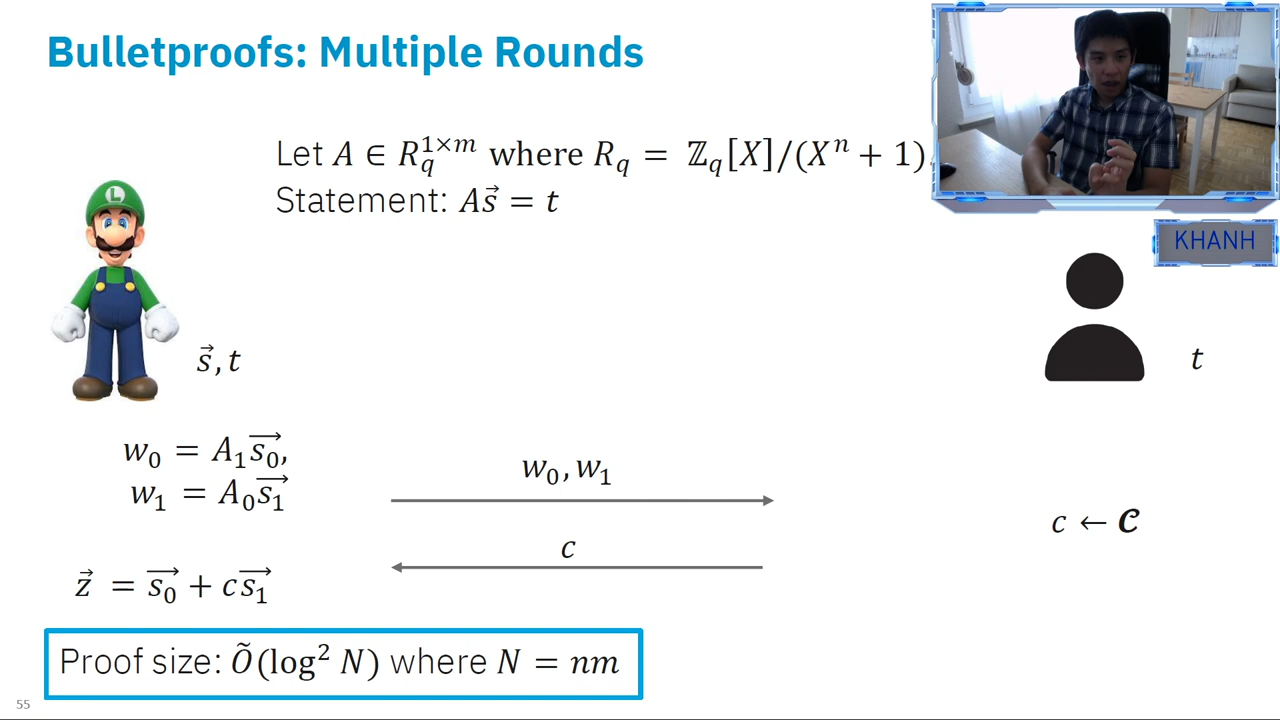 Bulletproofs: Multiple Rounds
Let A ∈ R_q^{1×m} where R_q = ℤ_q[X]/(X^n + 1)
Statement: As⃗ = t
KHANH
L
s⃗, t
t
w_0 = A_1 s_0⃗,
w_1 = A_0 s_1⃗
w_0, w_1
c ← 𝓒
c
z⃗ = s_0⃗ + c s_1⃗
Proof size: Õ(log² N) where N = nm
55